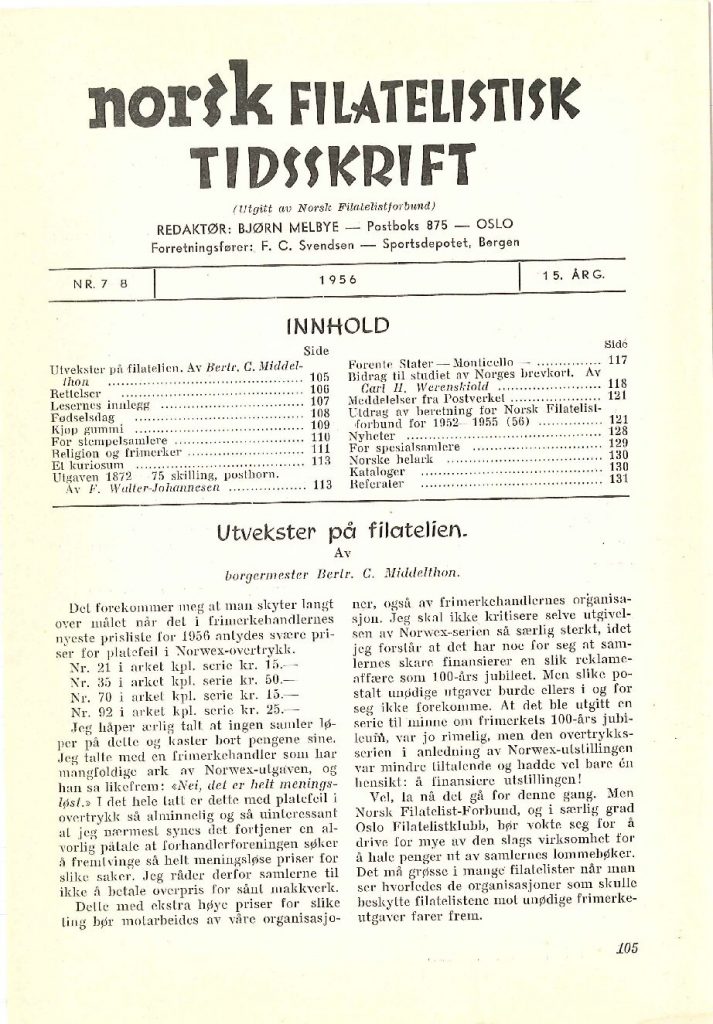 norsk FILATELISTISK
TIDSSKRIFT
(Utgitt av Norsk Filatelistforbund)
REDAKTØR: BJØRN MELBYE — Postboks 875 — OSLO
Forretningsfører: F. C. Svendsen — Sportsdepotet, Bergen
NR. 7 8
1956
15. ÅRG.
INNHOLD
Side
Utvekster på filatelien. Av Bertr. C. Middel-
thon ........ 105
Rettelser ........ 106
Lesernes innlegg ........ 107
Fødselsdag ........ 108
Kjøp gummi ........ 109
For stempelsamlere ........ 110
Religion og frimerker ........ 111
Et kuriosum ........ 113
Utgaven 1872 75 skilling, posthorn.
Av F. Walter-Johannesen ........ 113
Side
Forente Stater — Monticello — ........ 117
Bidrag til studiet av Norges brevkort. Av
Carl H. Werenskiold ........ 118
Meddelelser fra Postverket ........ 121
Utdrag av beretning for Norsk Filatelist-
forbund for 1952—1955 (56) ........ 121
Nyheter ........ 128
For spesialsamlere ........ 129
Norske helark ........ 130
Kataloger ........ 130
Referater ........ 131
Utvekster på filatelien.
Av
borgermester Bertr. C. Middelthon.
Det forekommer meg at man skyter langt
over målet når det i frimerkehandlernes
nyeste prisliste for 1956 antydes svære pri-
ser for platefeil i Norwex-overtrykk.
Nr. 21 i arket kpl. serie kr. 15.—
Nr. 35 i arket kpl. serie kr. 50.—
Nr. 70 i arket kpl. serie kr. 15.—
Nr. 92 i arket kpl. serie kr. 25.—
Jeg håper ærlig talt at ingen samler lø-
per på dette og kaster bort pengene sine.
Jeg talte med en frimerkehandler som har
mangfoldige ark av Norwex-utgaven, og
han sa likefrem: «Nei, det er helt menings-
løst.» I det hele tatt er dette med platefeil i
overtrykk så alminnelig og så uinteressant
at jeg nærmest synes det fortjener en al-
vorlig påtale at forhandlerforeningen søker
å fremtvinge så helt meningsløse priser for
slike saker. Jeg råder derfor samlerne til
ikke å betale overpris for sånt makkverk.
Dette med ekstra høye priser for slike
ting bør motarbeides av våre organisasjo-
ner, også av frimerkehandlernes organisa-
sjon. Jeg skal ikke kritisere selve utgivel-
sen av Norwex-serien så særlig sterkt, idet
jeg forstår at det har noe for seg at sam-
lernes skare finansierer en slik reklame-
affære som 100-års jubileet. Men slike po-
stalt unødige utgaver burde ellers i og for
seg ikke forekomme. At det ble utgitt en
serie til minne om frimerkets 100-års jubi-
leum, var jo rimelig, men den overtrykks-
serien i anledning av Norwex-utstillingen
var mindre tiltalende og hadde vel bare én
hensikt: å finansiere utstillingen!
Vel, la nå det gå for denne gang. Men
Norsk Filatelist-Forbund, og i særlig grad
Oslo Filatelistklubb, bør vokte seg for å
drive for mye av den slags virksomhet for
å hale penger ut av samlernes lommebøker.
Det må grøsse i mange filatelister når man
ser hvorledes de organisasjoner som skulle
beskytte filatelistene mot unødige frimerke-
utgaver farer frem.
105